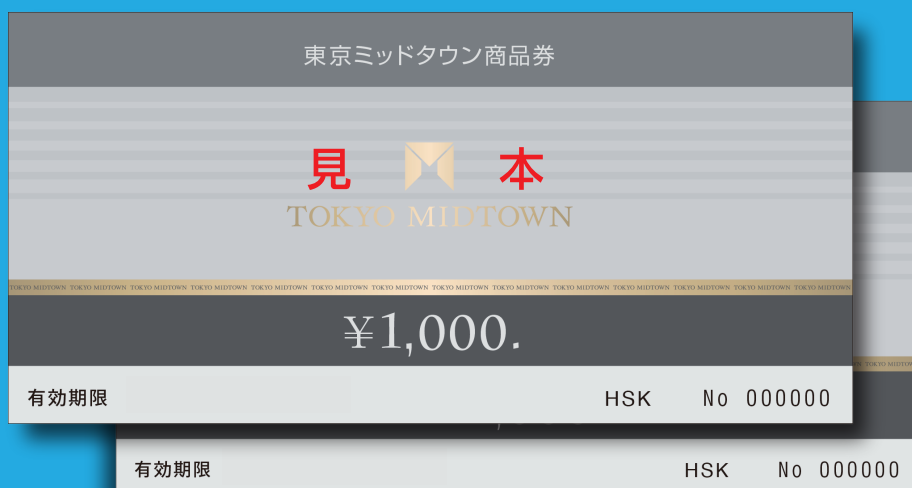 東京ミッドタウン商品券
見 本
TOKYO MIDTOWN
TOKYO MIDTOWN TOKYO MIDTOWN TOKYO MIDTOWN TOKYO MIDTOWN TOKYO MIDTOWN TOKYO MIDTOWN TOKYO MIDTOWN TOKYO MIDTOWN TOKYO MIDTOWN TOKYO MIDTOWN TOKYO MIDTOWN TOKYO MIDTOWN TOKYO MIDTOWN TOKYO MIDTOWN
¥1,000.
有効期限 HSK No 000000
有効期限 HSK No 000000